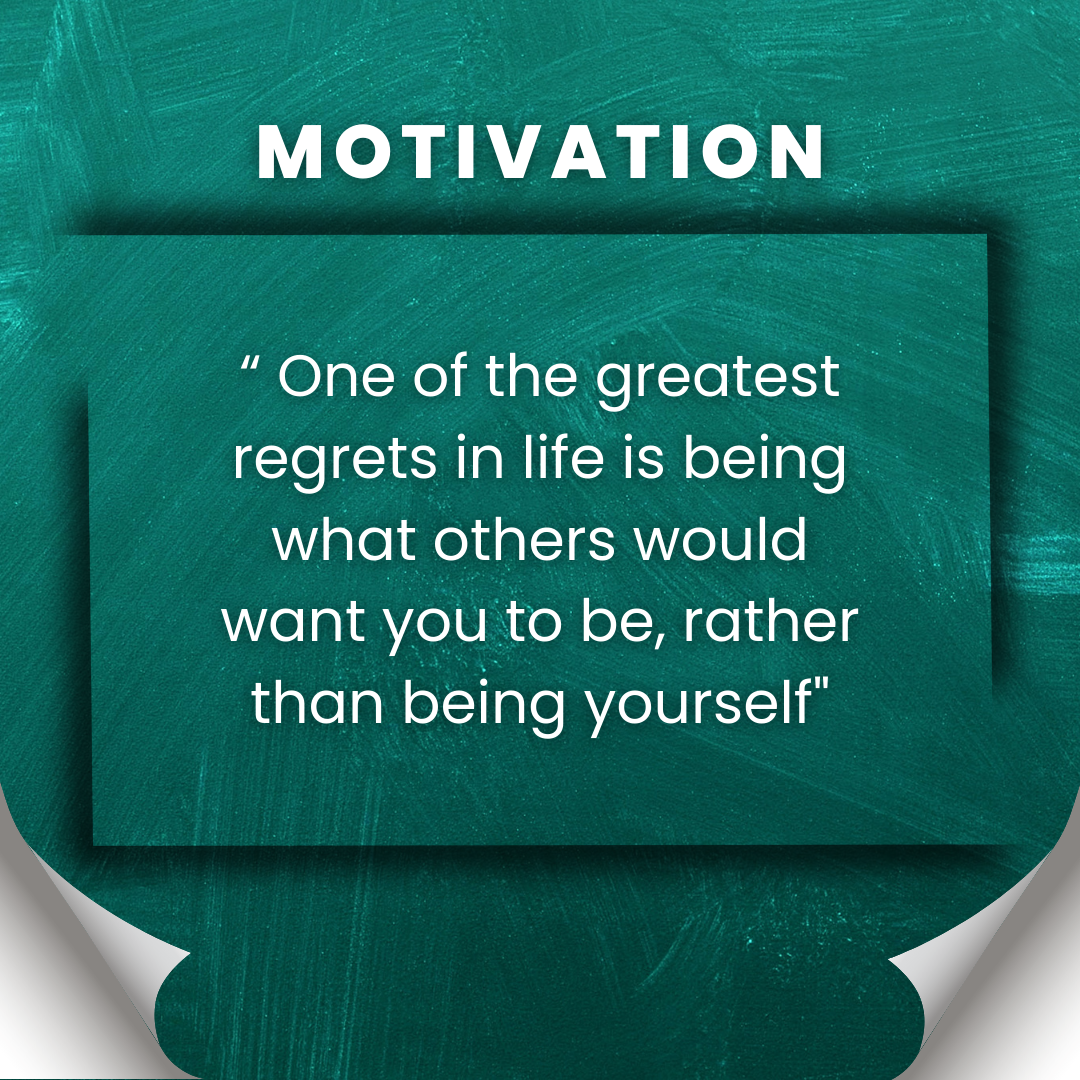 MOTIVATION
“ One of the greatest
regrets in life is being
what others would
want you to be, rather
than being yourself"